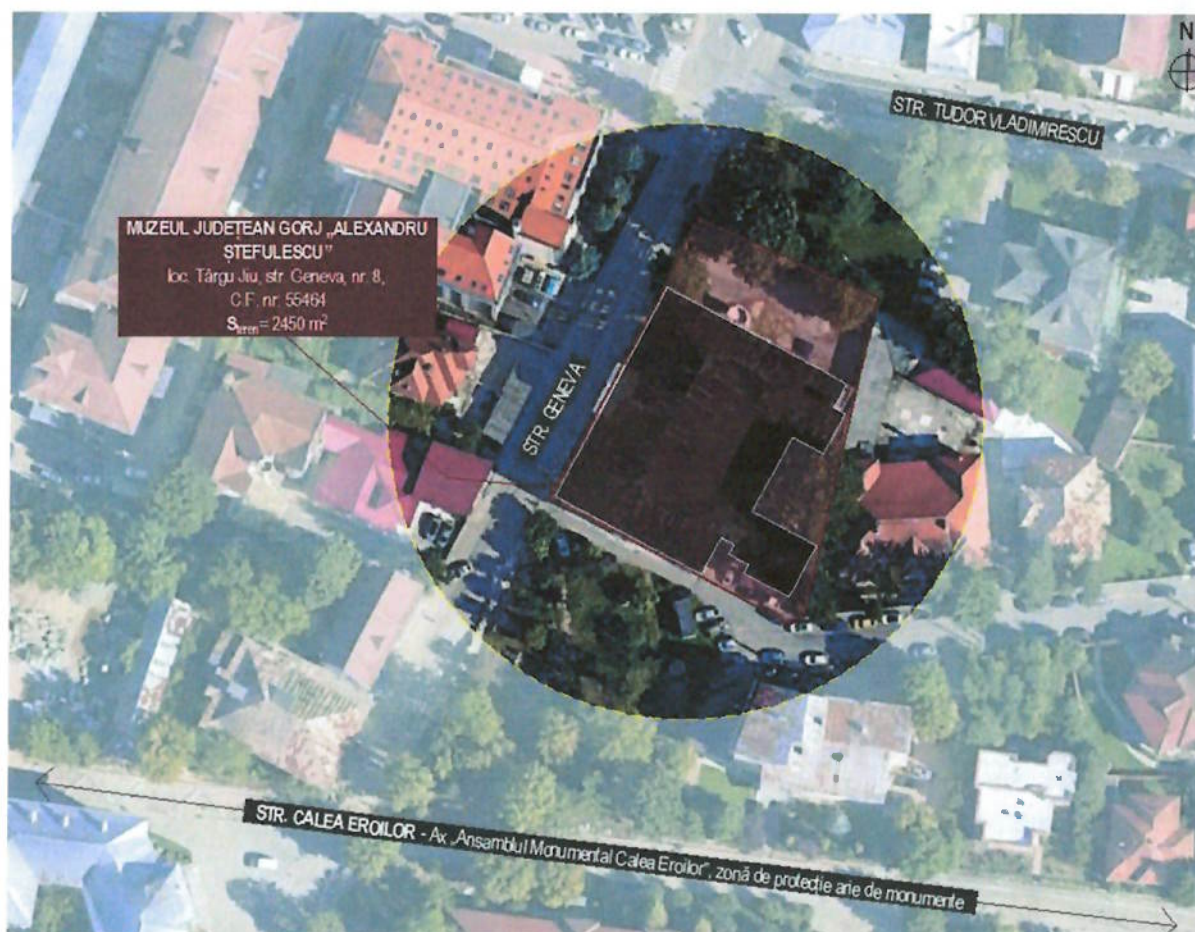 N
STR. TUDOR VLADIMIRESCU
MUZEUL JUDETEAN GORJ „ALEXANDRU
ȘTEFULESCU"
loc. Târgu Jiu, str. Geneva, nr. 8,
C.F. nr. 55464
Steren = 2450 m²
STR. GENEVA
STR. CALEA EROILOR - Ax „Ansamblul Monumental Calea Eroilor", zonă de protecție arie de monumente